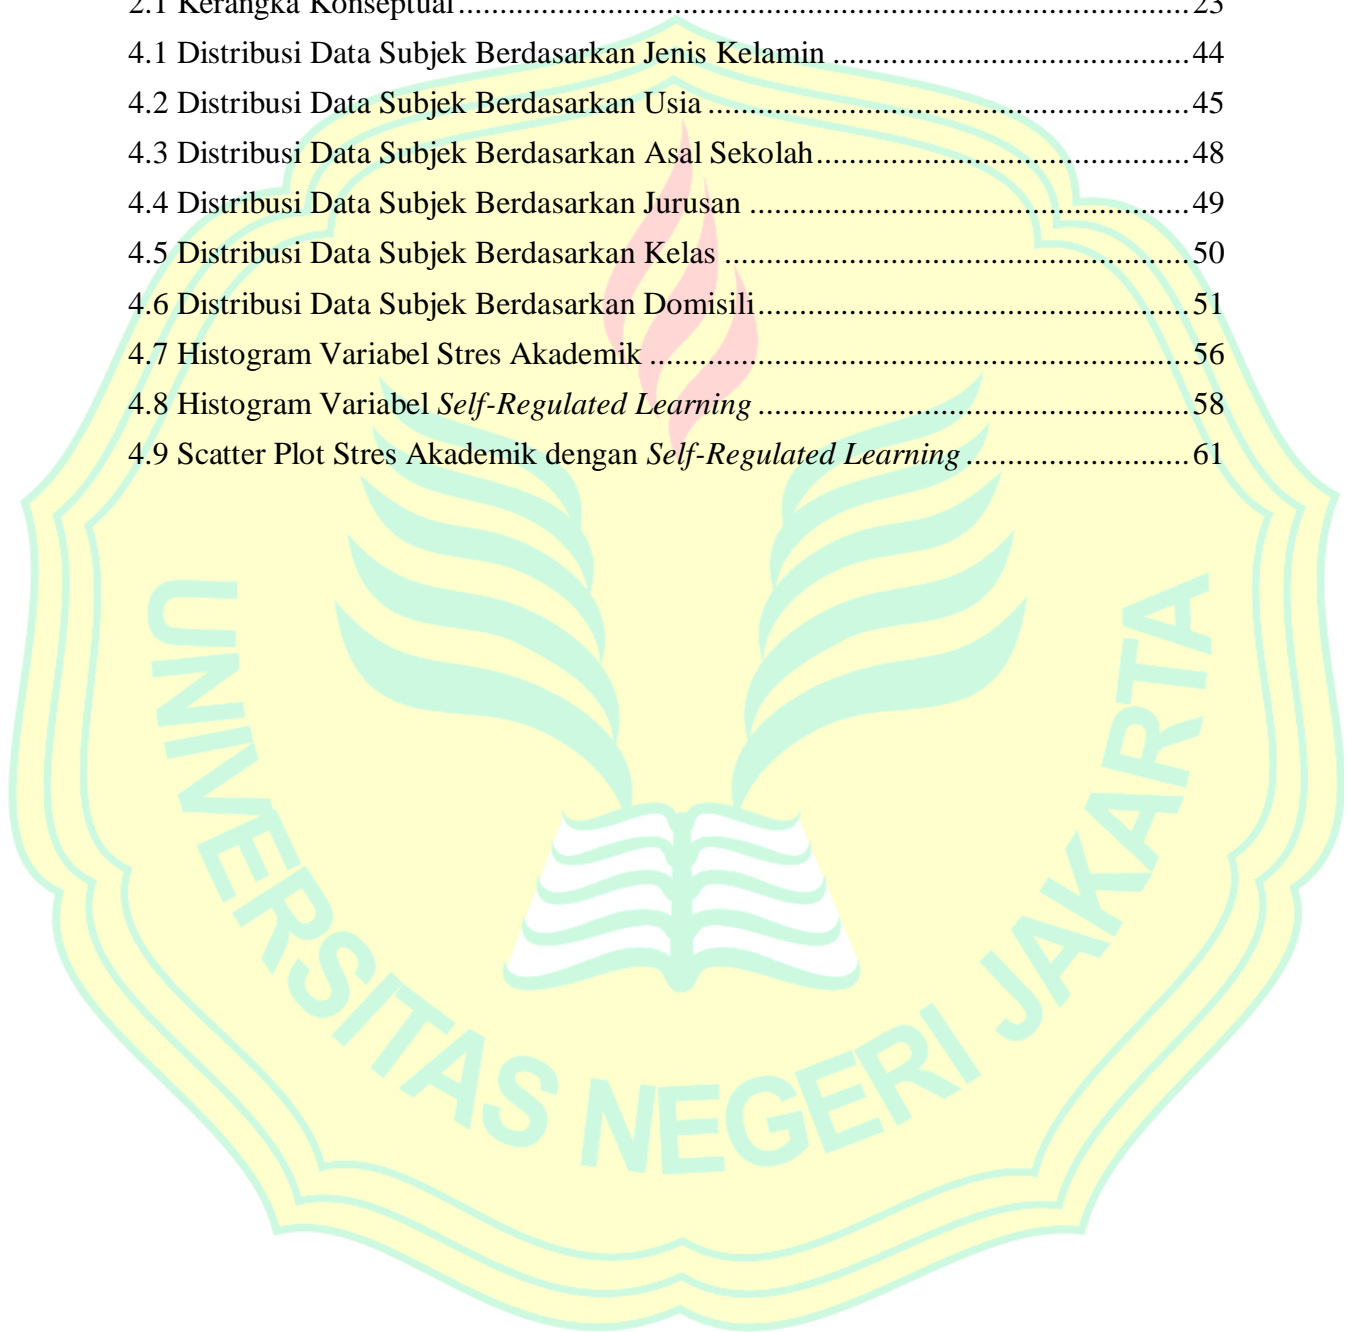 2.1 Kerangka Konseptual........................................................................................23
4.1 Distribusi Data Subjek Berdasarkan Jenis Kelamin ...........................................44
4.2 Distribusi Data Subjek Berdasarkan Usia ..........................................................45
4.3 Distribusi Data Subjek Berdasarkan Asal Sekolah.............................................48
4.4 Distribusi Data Subjek Berdasarkan Jurusan .....................................................49
4.5 Distribusi Data Subjek Berdasarkan Kelas ........................................................50
4.6 Distribusi Data Subjek Berdasarkan Domisili....................................................51
4.7 Histogram Variabel Stres Akademik .................................................................56
4.8 Histogram Variabel Self-Regulated Learning ....................................................58
4.9 Scatter Plot Stres Akademik dengan Self-Regulated Learning ...........................61
UNIVERSITAS NEGERI JAKARTA